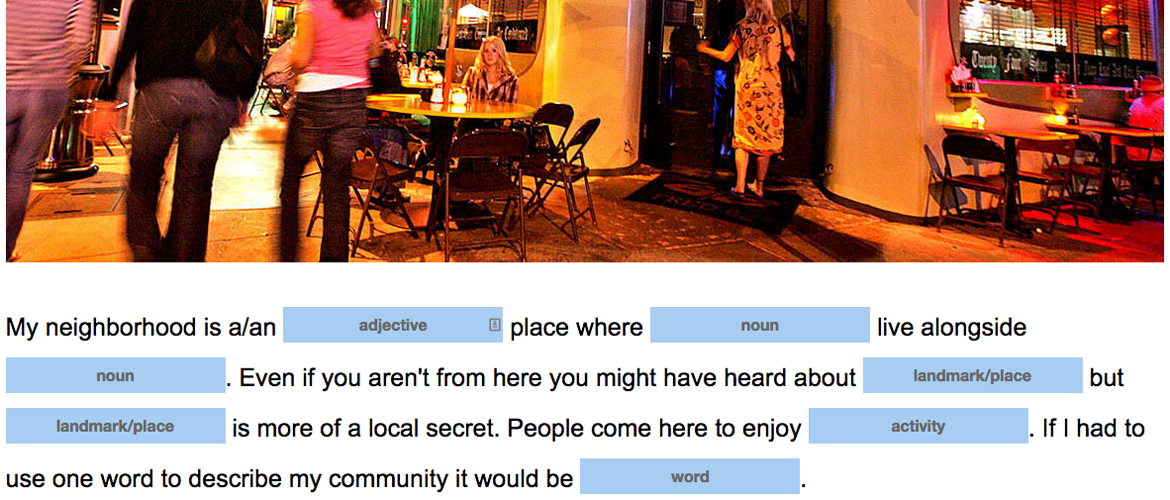 Twenty Four
My neighborhood is a/an adjective place where noun live alongside
noun. Even if you aren't from here you might have heard about landmark/place but
landmark/place is more of a local secret. People come here to enjoy activity. If I had to
use one word to describe my community it would be word.